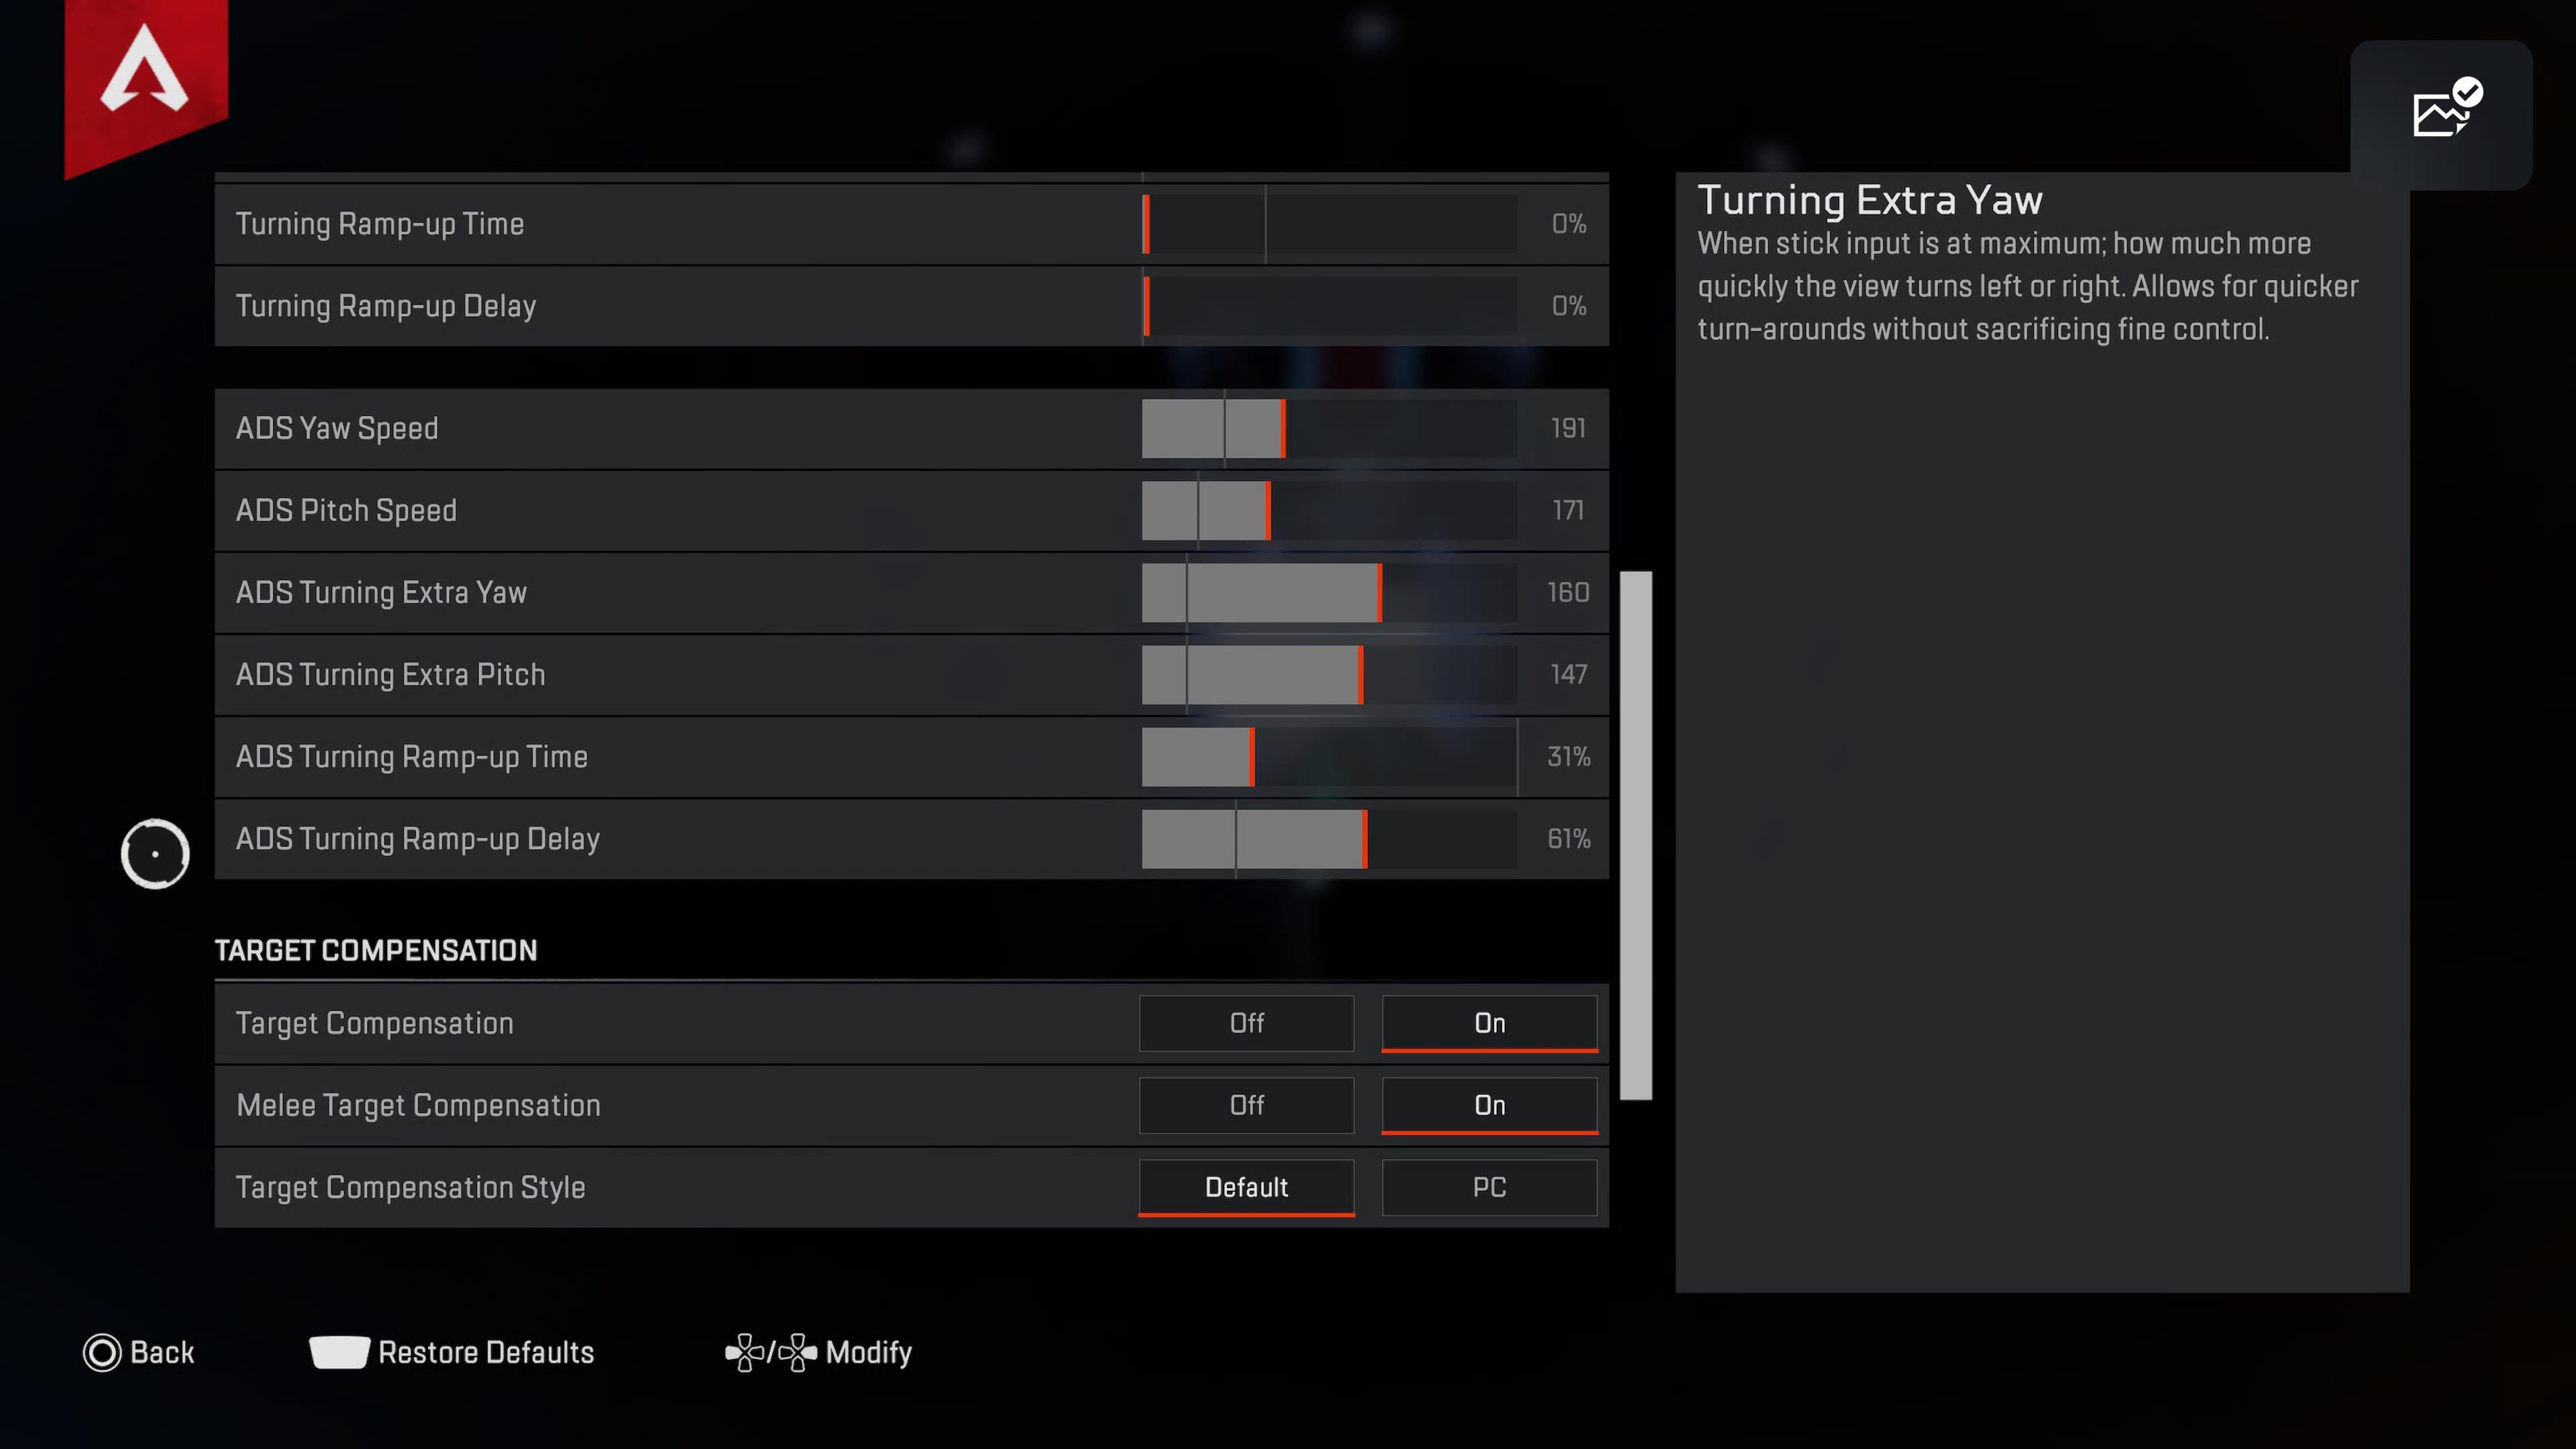 Turning Ramp-up Time 0%
Turning Ramp-up Delay 0%
ADS Yaw Speed 191
ADS Pitch Speed 171
ADS Turning Extra Yaw 160
ADS Turning Extra Pitch 147
ADS Turning Ramp-up Time 31%
ADS Turning Ramp-up Delay 61%
TARGET COMPENSATION
Target Compensation Off On
Melee Target Compensation Off On
Target Compensation Style Default PC
Turning Extra Yaw
When stick input is at maximum; how much more
quickly the view turns left or right. Allows for quicker
turn-arounds without sacrificing fine control.
Back Restore Defaults / Modify